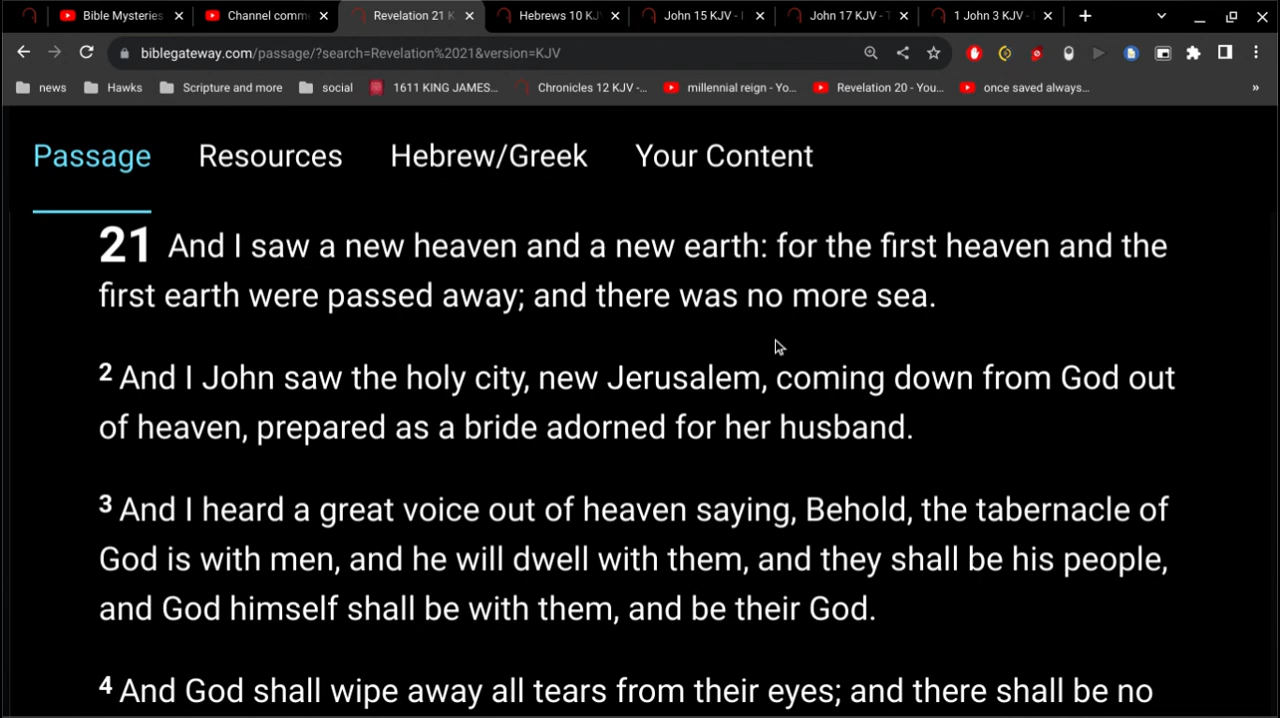 Bible Mysteries
Channel comm
Revelation 21 K
Hebrews 10 KJ
John 15 KJV -
John 17 KJV - T
1 John 3 KJV -
biblegateway.com/passage/?search=Revelation%2021&version=KJV
news
Hawks
Scripture and more
social
1611 KING JAMES...
Chronicles 12 KJV -...
millennial reign - Yo...
Revelation 20 - You...
once saved always...
»
Passage
Resources
Hebrew/Greek
Your Content
21 And I saw a new heaven and a new earth: for the first heaven and the
first earth were passed away; and there was no more sea.
2 And I John saw the holy city, new Jerusalem, coming down from God out
of heaven, prepared as a bride adorned for her husband.
3 And I heard a great voice out of heaven saying, Behold, the tabernacle of
God is with men, and he will dwell with them, and they shall be his people,
and God himself shall be with them, and be their God.
4 And God shall wipe away all tears from their eyes; and there shall be no